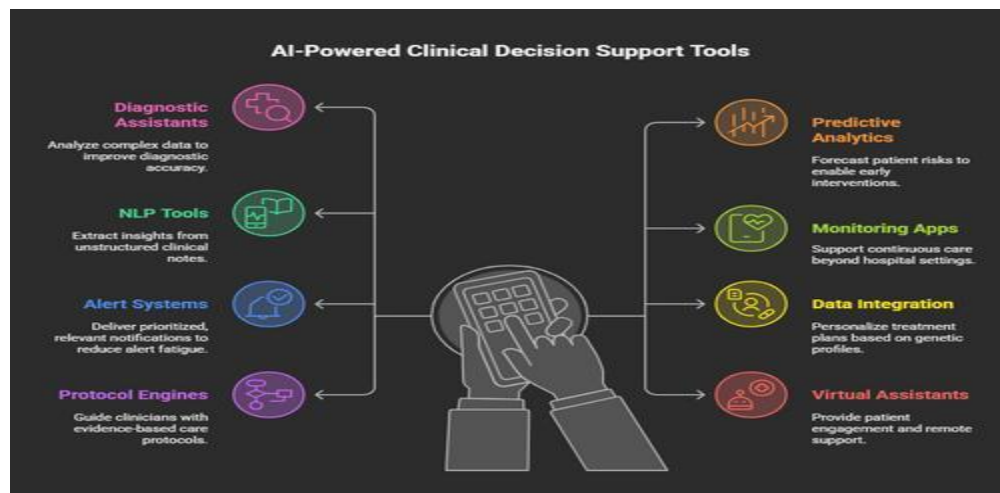 AI-Powered Clinical Decision Support Tools
Diagnostic
Assistants
Analyze complex data to
improve diagnostic
accuracy.
NLP Tools
Extract insights from
unstructured clinical
notes.
Alert Systems
Deliver prioritized,
relevant notifications to
reduce alert fatigue.
Protocol Engines
Guide clinicians with
evidence-based care
protocols.
Predictive
Analytics
Forecast patient risks to
enable early
interventions.
Monitoring Apps
Support continuous care
beyond hospital settings.
Data Integration
Personalize treatment
plans based on genetic
profiles.
Virtual Assistants
Provide patient
engagement and remote
support.